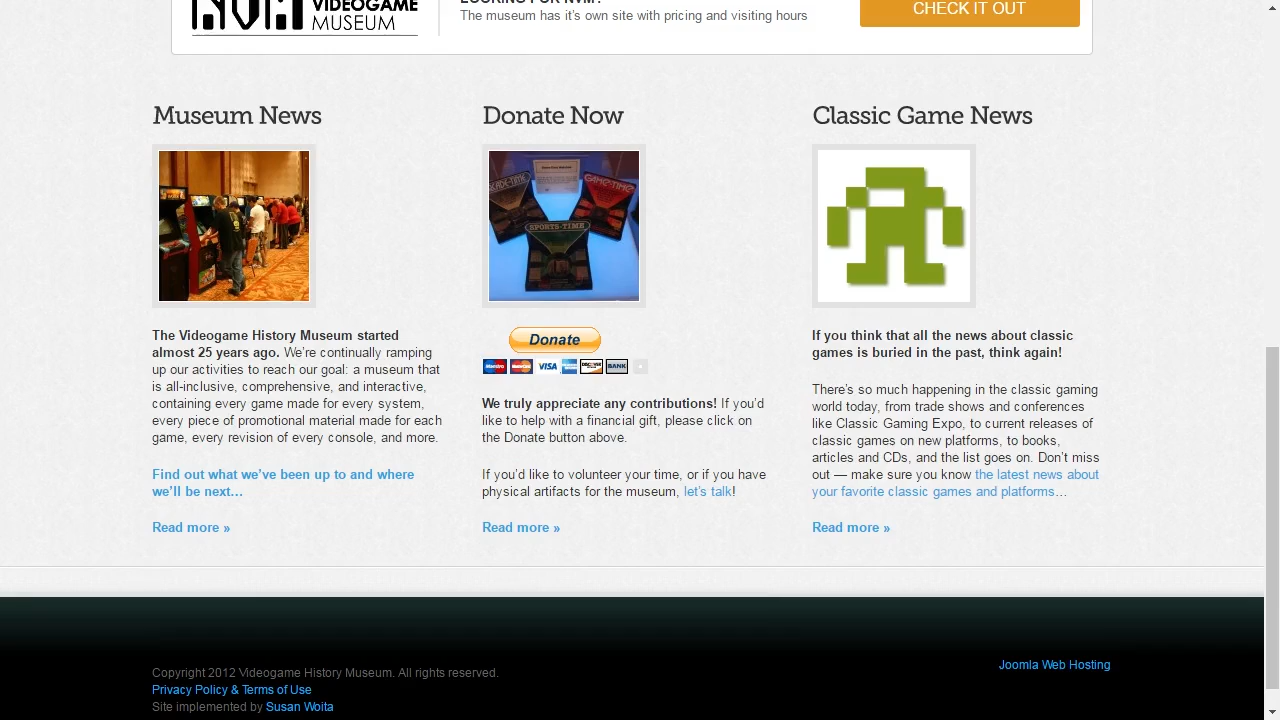 VIDEOGAME
MUSEUM
The museum has it's own site with pricing and visiting hours
CHECK IT OUT
Museum News
Donate Now
Classic Game News
GAME-TIME
SPORTS-TIME
The Videogame History Museum started
almost 25 years ago. We're continually ramping
up our activities to reach our goal: a museum that
is all-inclusive, comprehensive, and interactive,
containing every game made for every system,
every piece of promotional material made for each
game, every revision of every console, and more.
Find out what we've been up to and where
we'll be next…
Read more »
Donate
VISA
BANK
We truly appreciate any contributions! If you'd
like to help with a financial gift, please click on
the Donate button above.
If you'd like to volunteer your time, or if you have
physical artifacts for the museum, let's talk!
Read more »
If you think that all the news about classic
games is buried in the past, think again!
There's so much happening in the classic gaming
world today, from trade shows and conferences
like Classic Gaming Expo, to current releases of
classic games on new platforms, to books,
articles and CDs, and the list goes on. Don't miss
out — make sure you know the latest news about
your favorite classic games and platforms…
Read more »
Copyright 2012 Videogame History Museum. All rights reserved.
Privacy Policy & Terms of Use
Site implemented by Susan Woita
Joomla Web Hosting